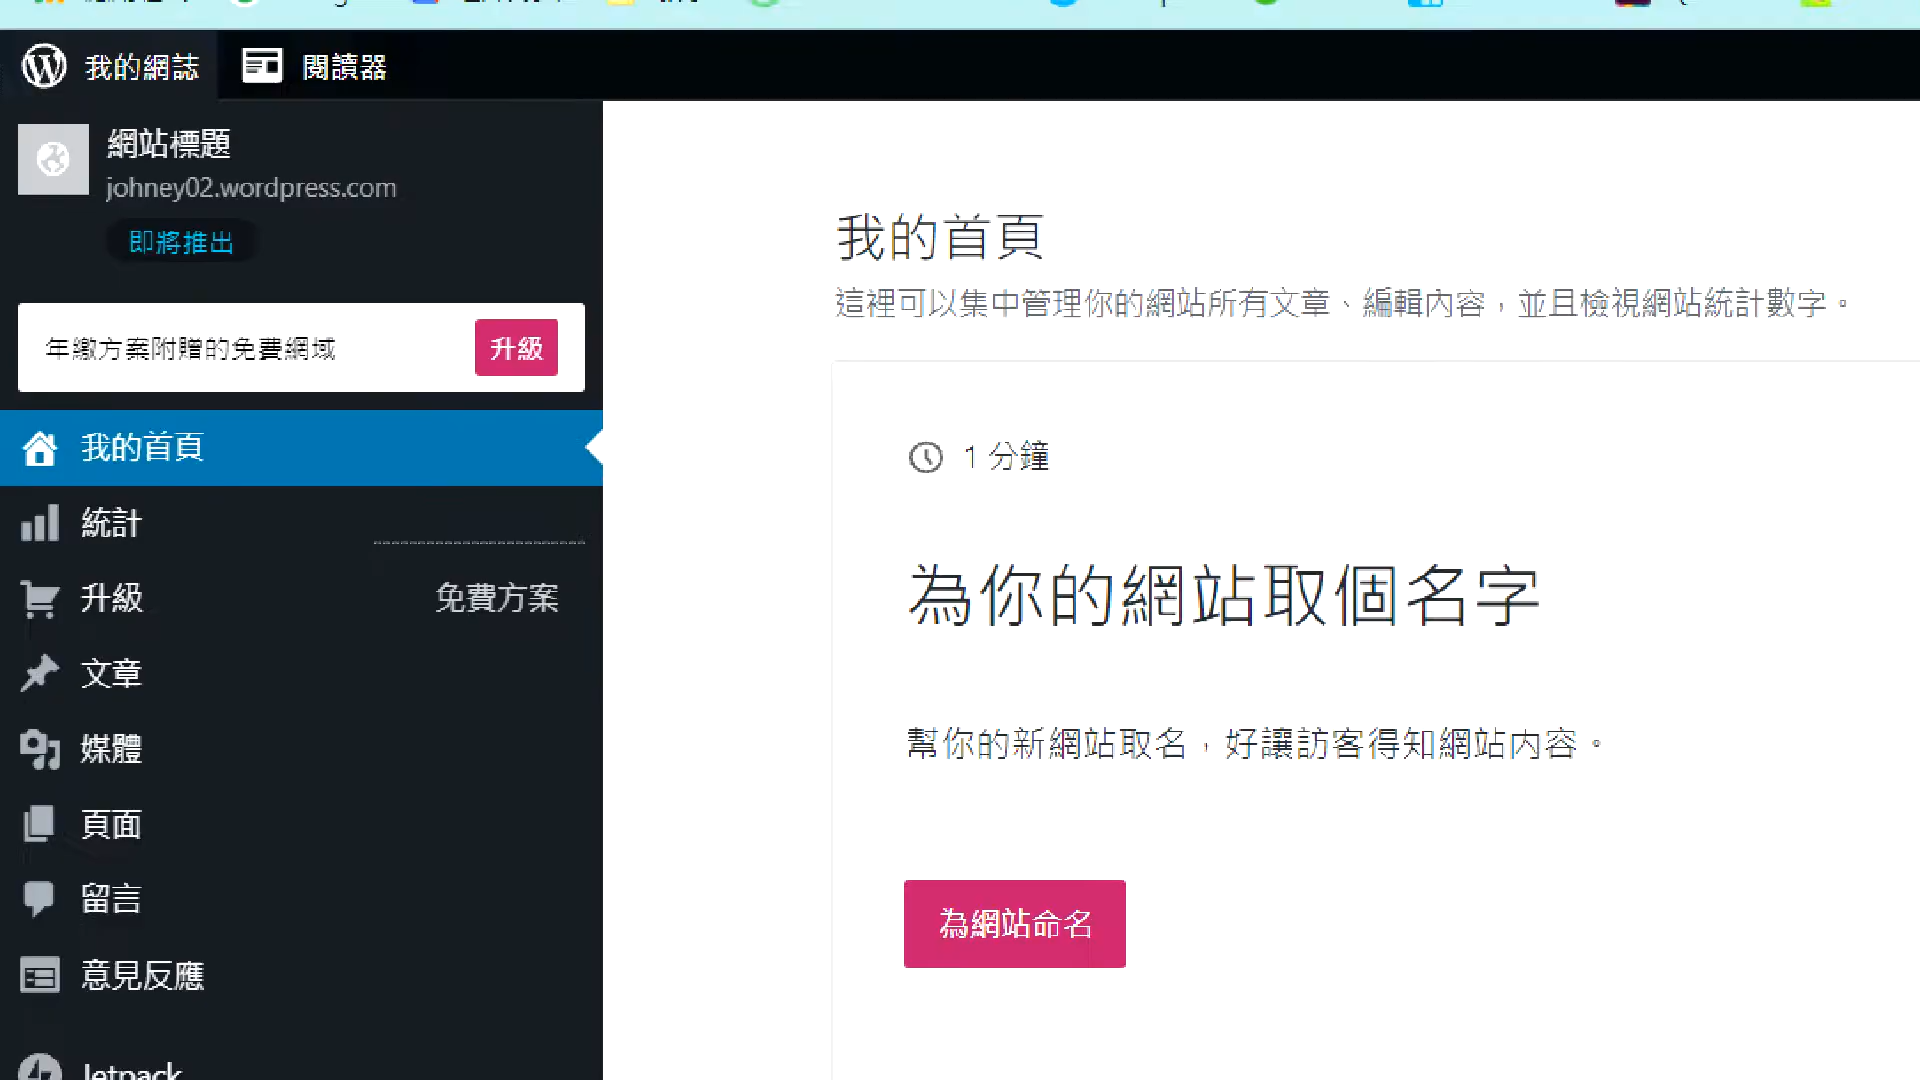 我的網誌
閱讀器
網站標題
johney02.wordpress.com
即將推出
年繳方案附贈的免費網域
升級
我的首頁
統計
升級
免費方案
文章
媒體
頁面
留言
意見反應
Jetpack
我的首頁
這裡可以集中管理你的網站所有文章、編輯內容，並且檢視網站統計數字。
1 分鐘
為你的網站取個名字
幫你的新網站取名，好讓訪客得知網站內容。
為網站命名